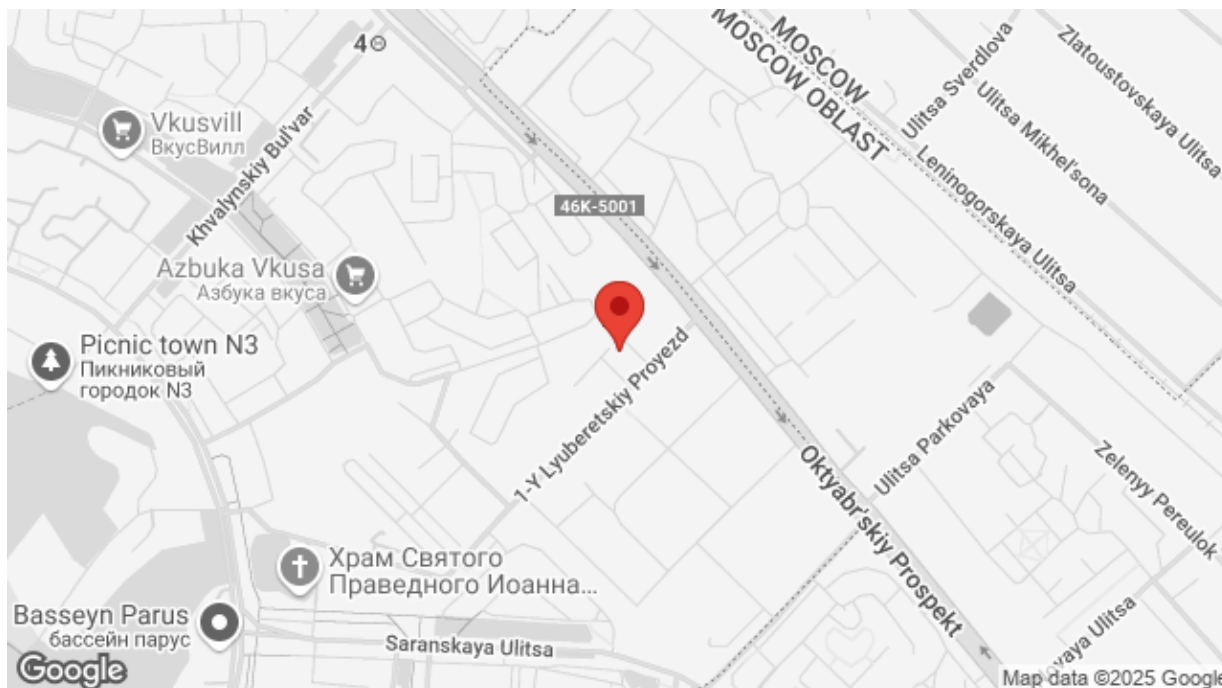 4
MOSCOW
MOSCOW OBLAST
Zlatoustovskaya Ulitsa
Ulitsa Sverdlova
Ulitsa Mikhel'sona
Leninogorskaya Ulitsa
Vkusvill
ВкусВилл
Khvalynskiy Bul'var
46K-5001
Azbuka Vkusa
Азбука вкуса
Picnic town N3
Пикниковый
городок N3
1-Y Lyuberetskiy Proyezd
Ulitsa Parkovaya
Zelenyy Pereulok
Oktyabr'skiy Prospekt
Храм Святого
Праведного Иоанна...
Basseyn Parus
бассейн парус
Saranskaya Ulitsa
Ulitsa
Google
Map data ©2025 Google